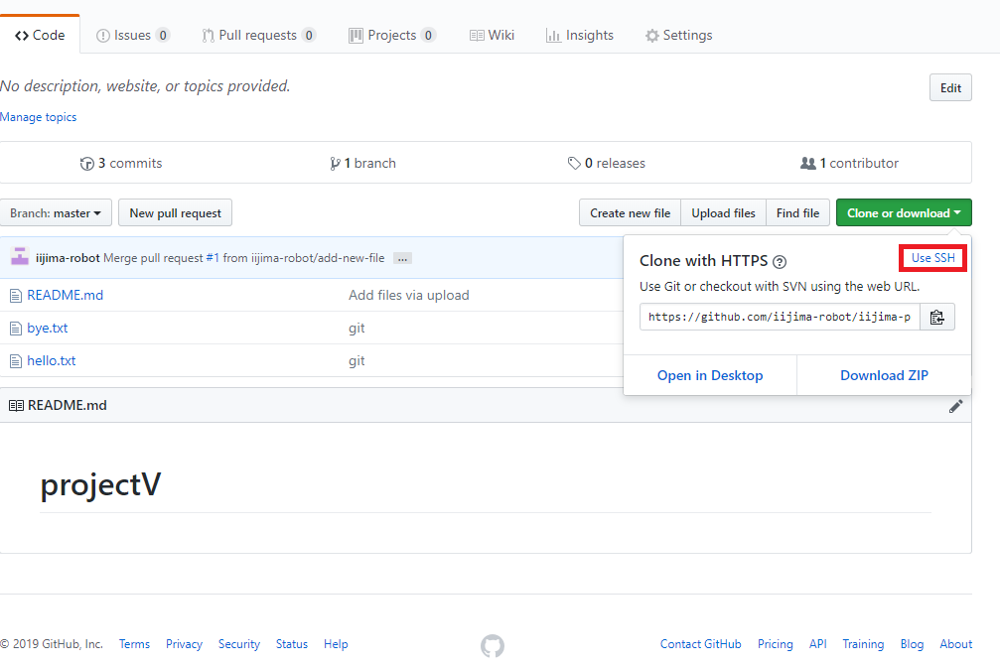 Code Issues 0 Pull requests 0 Projects 0 Wiki Insights Settings
No description, website, or topics provided. Edit
Manage topics
3 commits 1 branch 0 releases 1 contributor
Branch: master New pull request Create new file Upload files Find file Clone or download
iijima-robot Merge pull request #1 from iijima-robot/add-new-file ...
Clone with HTTPS Use SSH
Use Git or checkout with SVN using the web URL.
https://github.com/iijima-robot/iijima-p
Open in Desktop Download ZIP
README.md Add files via upload
bye.txt git
hello.txt git
README.md
projectV
© 2019 GitHub, Inc. Terms Privacy Security Status Help Contact GitHub Pricing API Training Blog About